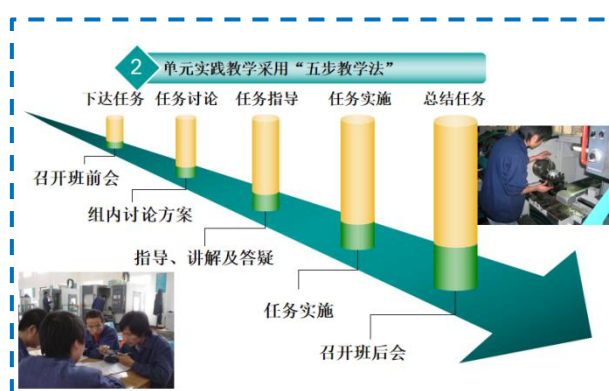 2 单元实践教学采用“五步教学法”
下达任务 任务讨论 任务指导 任务实施 总结任务
召开班前会
组内讨论方案
指导、讲解及答疑
任务实施
召开班后会